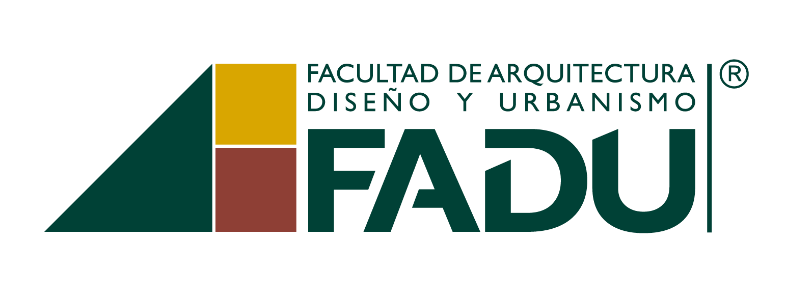 FACULTAD DE ARQUITECTURA
DISEÑO Y URBANISMO
FADU
®